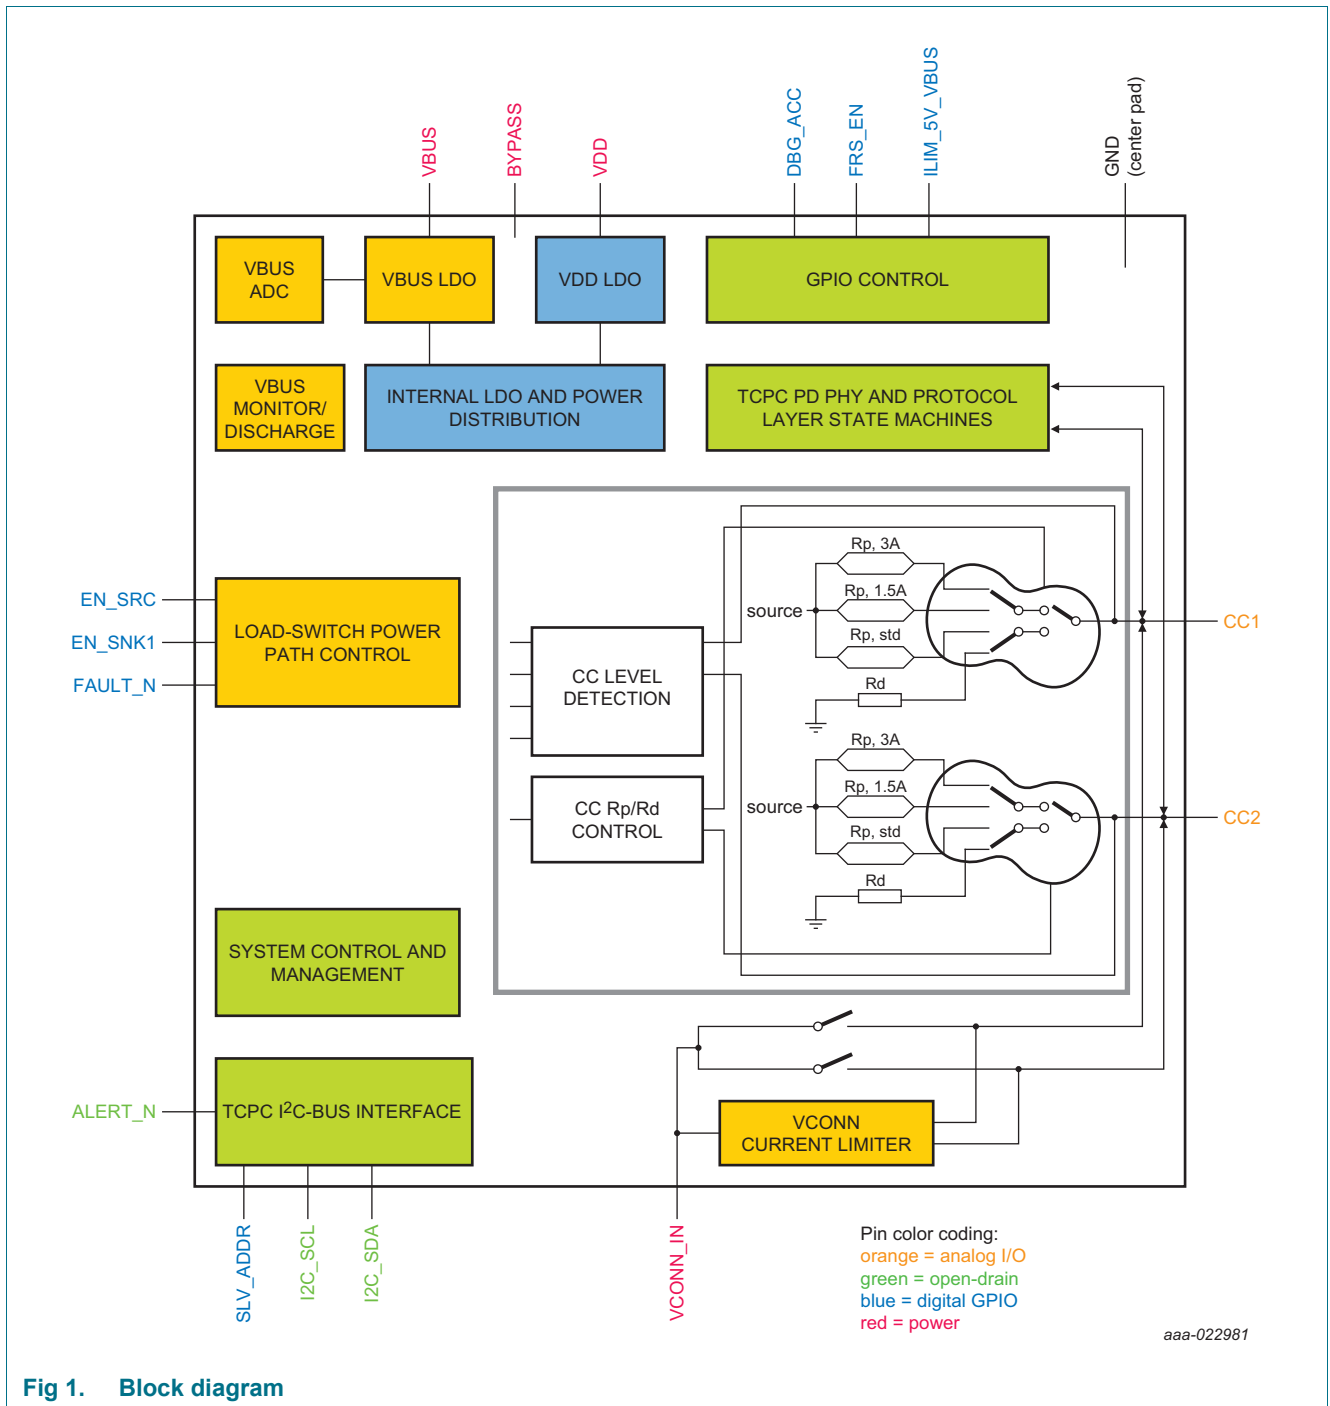 VBUS
BYPASS
VDD
DBG_ACC
FRS_EN
ILIM_5V_VBUS
GND
(center pad)
VBUS
ADC
VBUS LDO
VDD LDO
GPIO CONTROL
VBUS
MONITOR/
DISCHARGE
INTERNAL LDO AND POWER
DISTRIBUTION
TCPC PD PHY AND PROTOCOL
LAYER STATE MACHINES
EN_SRC
EN_SNK1
FAULT_N
LOAD-SWITCH POWER
PATH CONTROL
CC LEVEL
DETECTION
CC Rp/Rd
CONTROL
source
Rp, 3A
Rp, 1.5A
Rp, std
Rd
CC1
source
Rp, 3A
Rp, 1.5A
Rp, std
Rd
CC2
SYSTEM CONTROL AND
MANAGEMENT
ALERT_N
TCPC I²C-BUS INTERFACE
VCONN
CURRENT LIMITER
SLV_ADDR
I2C_SCL
I2C_SDA
VCONN_IN
Pin color coding:
orange = analog I/O
green = open-drain
blue = digital GPIO
red = power
aaa-022981
Fig 1. Block diagram